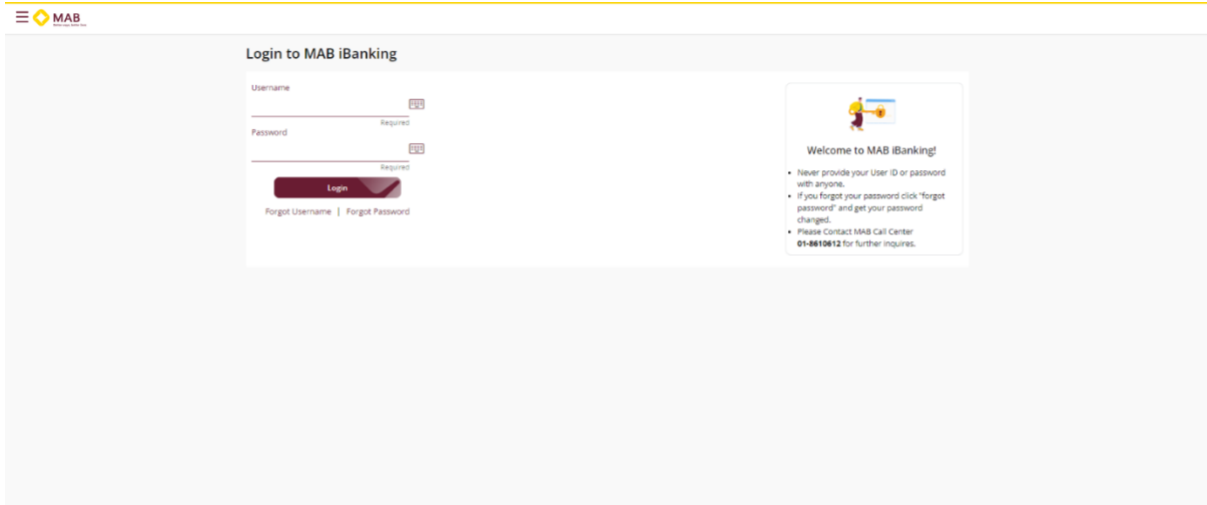 MAB
Login to MAB iBanking
Username
Required
Password
Required
Login
Forgot Username | Forgot Password
Welcome to MAB iBanking!
• Never provide your User ID or password
with anyone.
• If you forgot your password click "forgot
password" and get your password
changed.
• Please Contact MAB Call Center
01-8610612 for further inquires.